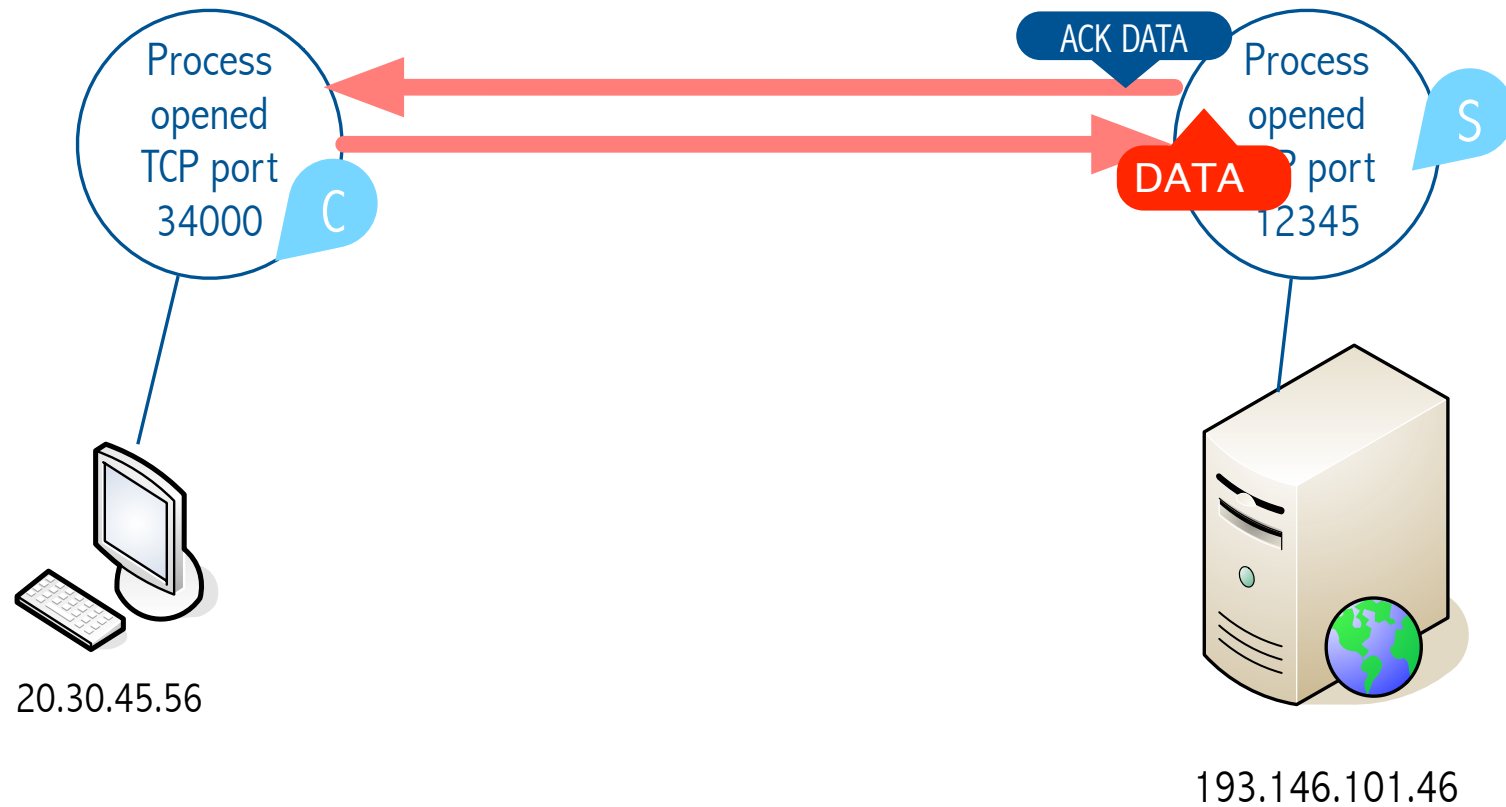 Process
opened
TCP port
34000
C
ACK DATA
DATA
Process
opened
P port
12345
S
20.30.45.56
193.146.101.46